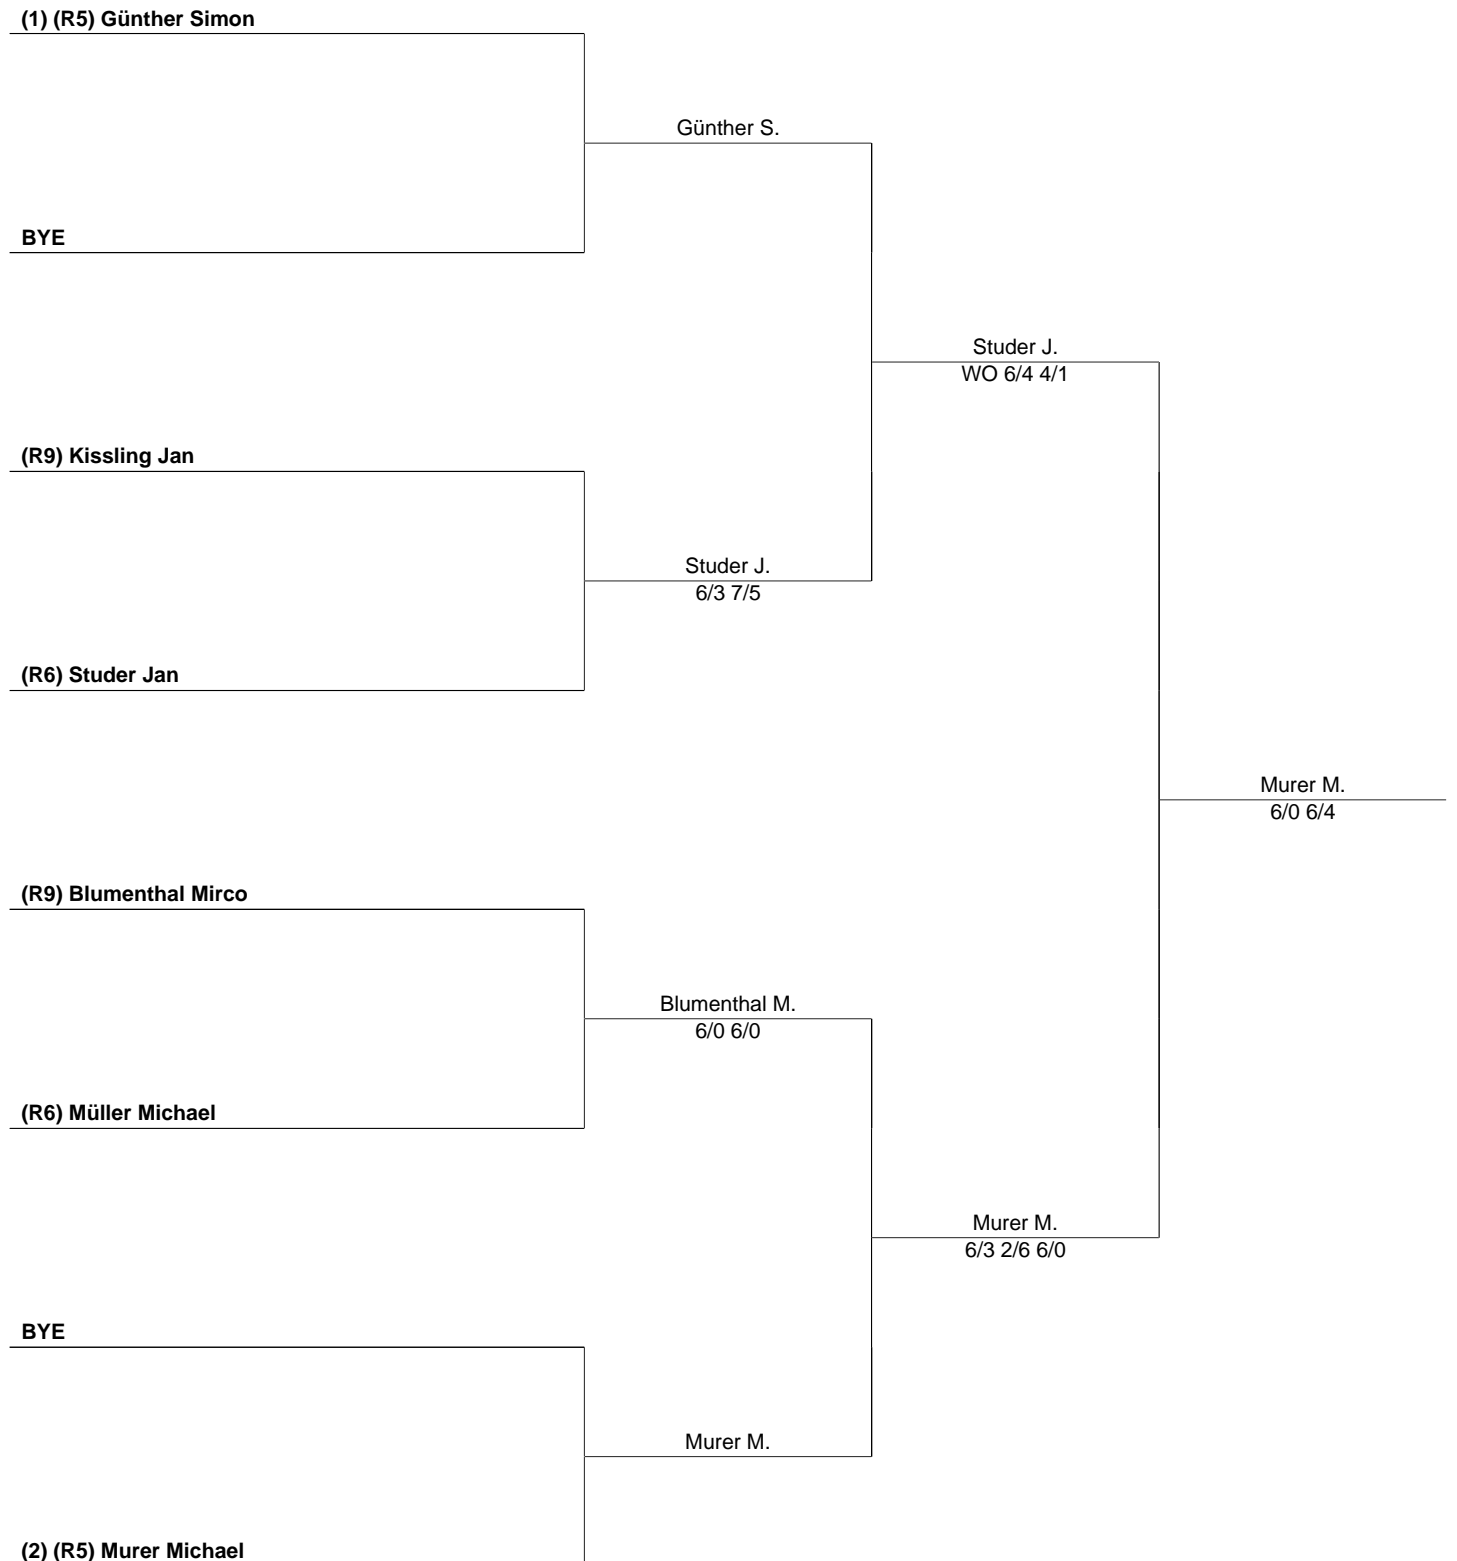 (1) (R5) Günther Simon
Günther S.
BYE
Studer J.
WO 6/4 4/1
(R9) Kissling Jan
Studer J.
6/3 7/5
(R6) Studer Jan
Murer M.
6/0 6/4
(R9) Blumenthal Mirco
Blumenthal M.
6/0 6/0
(R6) Müller Michael
Murer M.
6/3 2/6 6/0
BYE
Murer M.
(2) (R5) Murer Michael